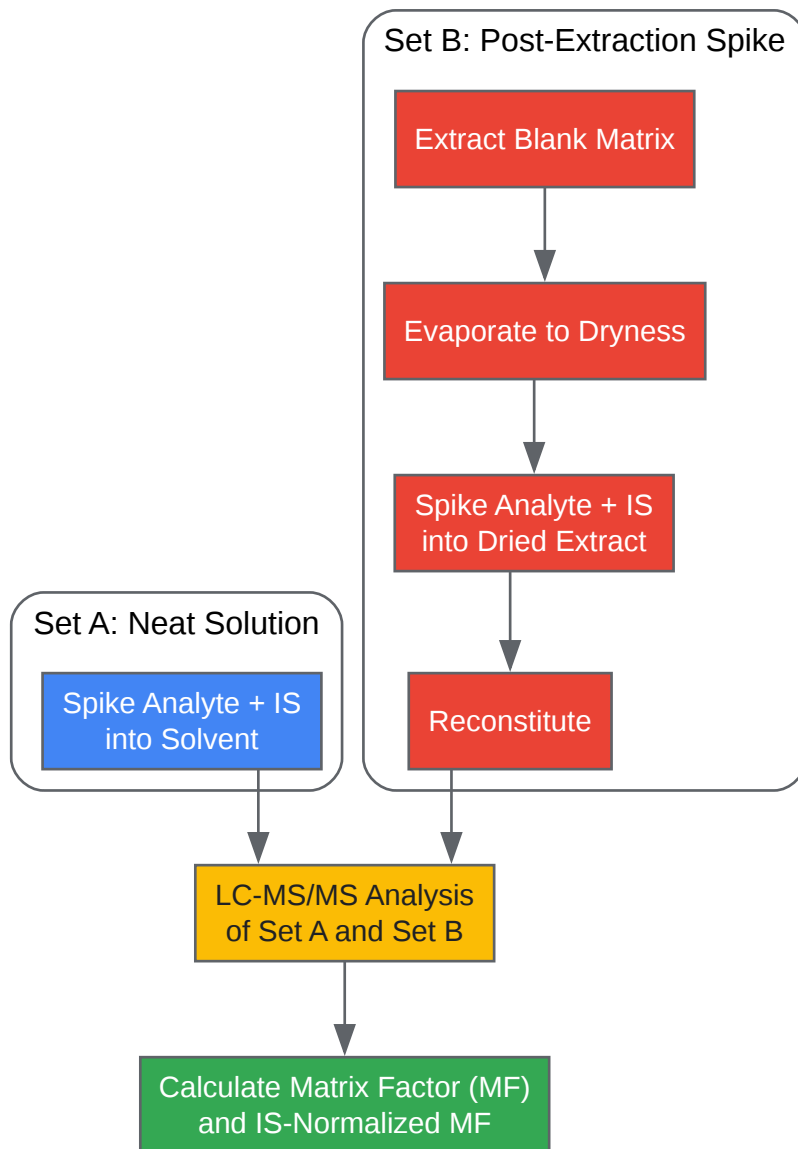 Set B: Post-Extraction Spike
Extract Blank Matrix
Evaporate to Dryness
Spike Analyte + IS
into Dried Extract
Reconstitute
Set A: Neat Solution
Spike Analyte + IS
into Solvent
LC-MS/MS Analysis
of Set A and Set B
Calculate Matrix Factor (MF)
and IS-Normalized MF